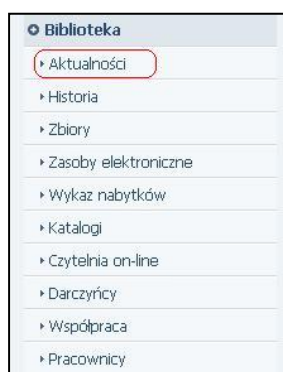 Biblioteka
Aktualności
Historia
Zbiory
Zasoby elektroniczne
Wykaz nabytków
Katalogi
Czytelnia on-line
Darczyńcy
Współpraca
Pracownicy